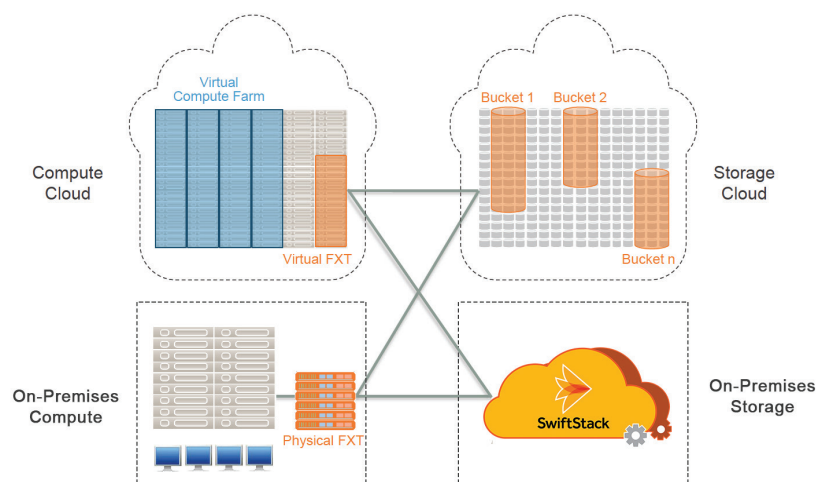 Virtual
Compute Farm
Bucket 1
Bucket 2
Compute
Cloud
Storage
Cloud
Virtual FXT
Bucket n
On-Premises
Compute
Physical FXT
SwiftStack
On-Premises
Storage